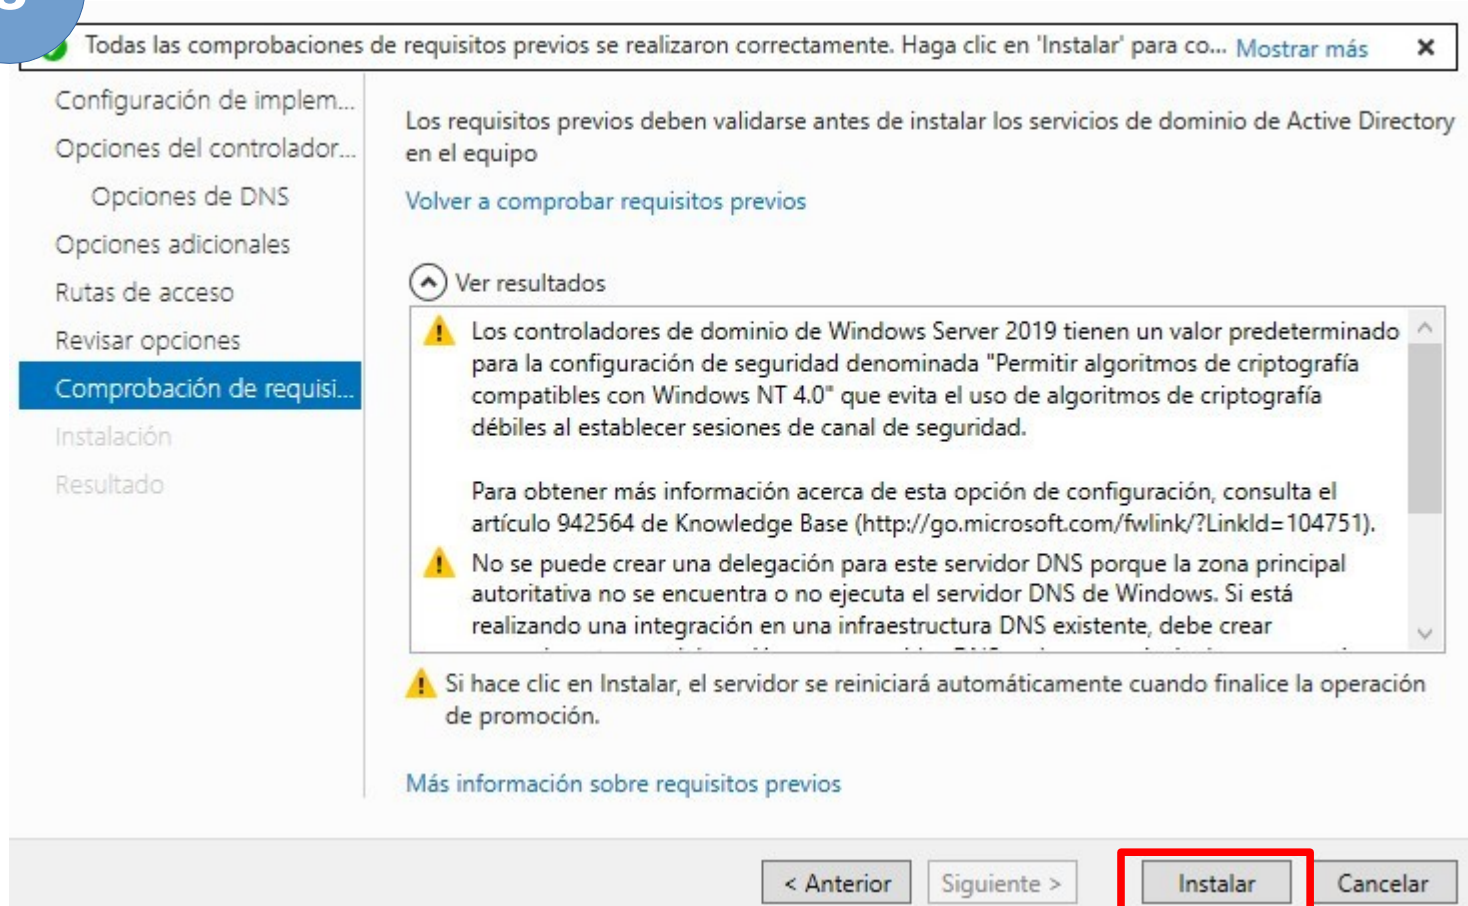 Todas las comprobaciones de requisitos previos se realizaron correctamente. Haga clic en 'Instalar' para co... Mostrar más
Configuración de implem...
Opciones del controlador...
Opciones de DNS
Opciones adicionales
Rutas de acceso
Revisar opciones
Comprobación de requisi...
Instalación
Resultado
Los requisitos previos deben validarse antes de instalar los servicios de dominio de Active Directory
en el equipo
Volver a comprobar requisitos previos
Ver resultados
Los controladores de dominio de Windows Server 2019 tienen un valor predeterminado
para la configuración de seguridad denominada "Permitir algoritmos de criptografía
compatibles con Windows NT 4.0" que evita el uso de algoritmos de criptografía
débiles al establecer sesiones de canal de seguridad.
Para obtener más información acerca de esta opción de configuración, consulta el
artículo 942564 de Knowledge Base (http://go.microsoft.com/fwlink/?LinkId=104751).
No se puede crear una delegación para este servidor DNS porque la zona principal
autoritativa no se encuentra o no ejecuta el servidor DNS de Windows. Si está
realizando una integración en una infraestructura DNS existente, debe crear
Si hace clic en Instalar, el servidor se reiniciará automáticamente cuando finalice la operación
de promoción.
Más información sobre requisitos previos
< Anterior Siguiente > Instalar Cancelar